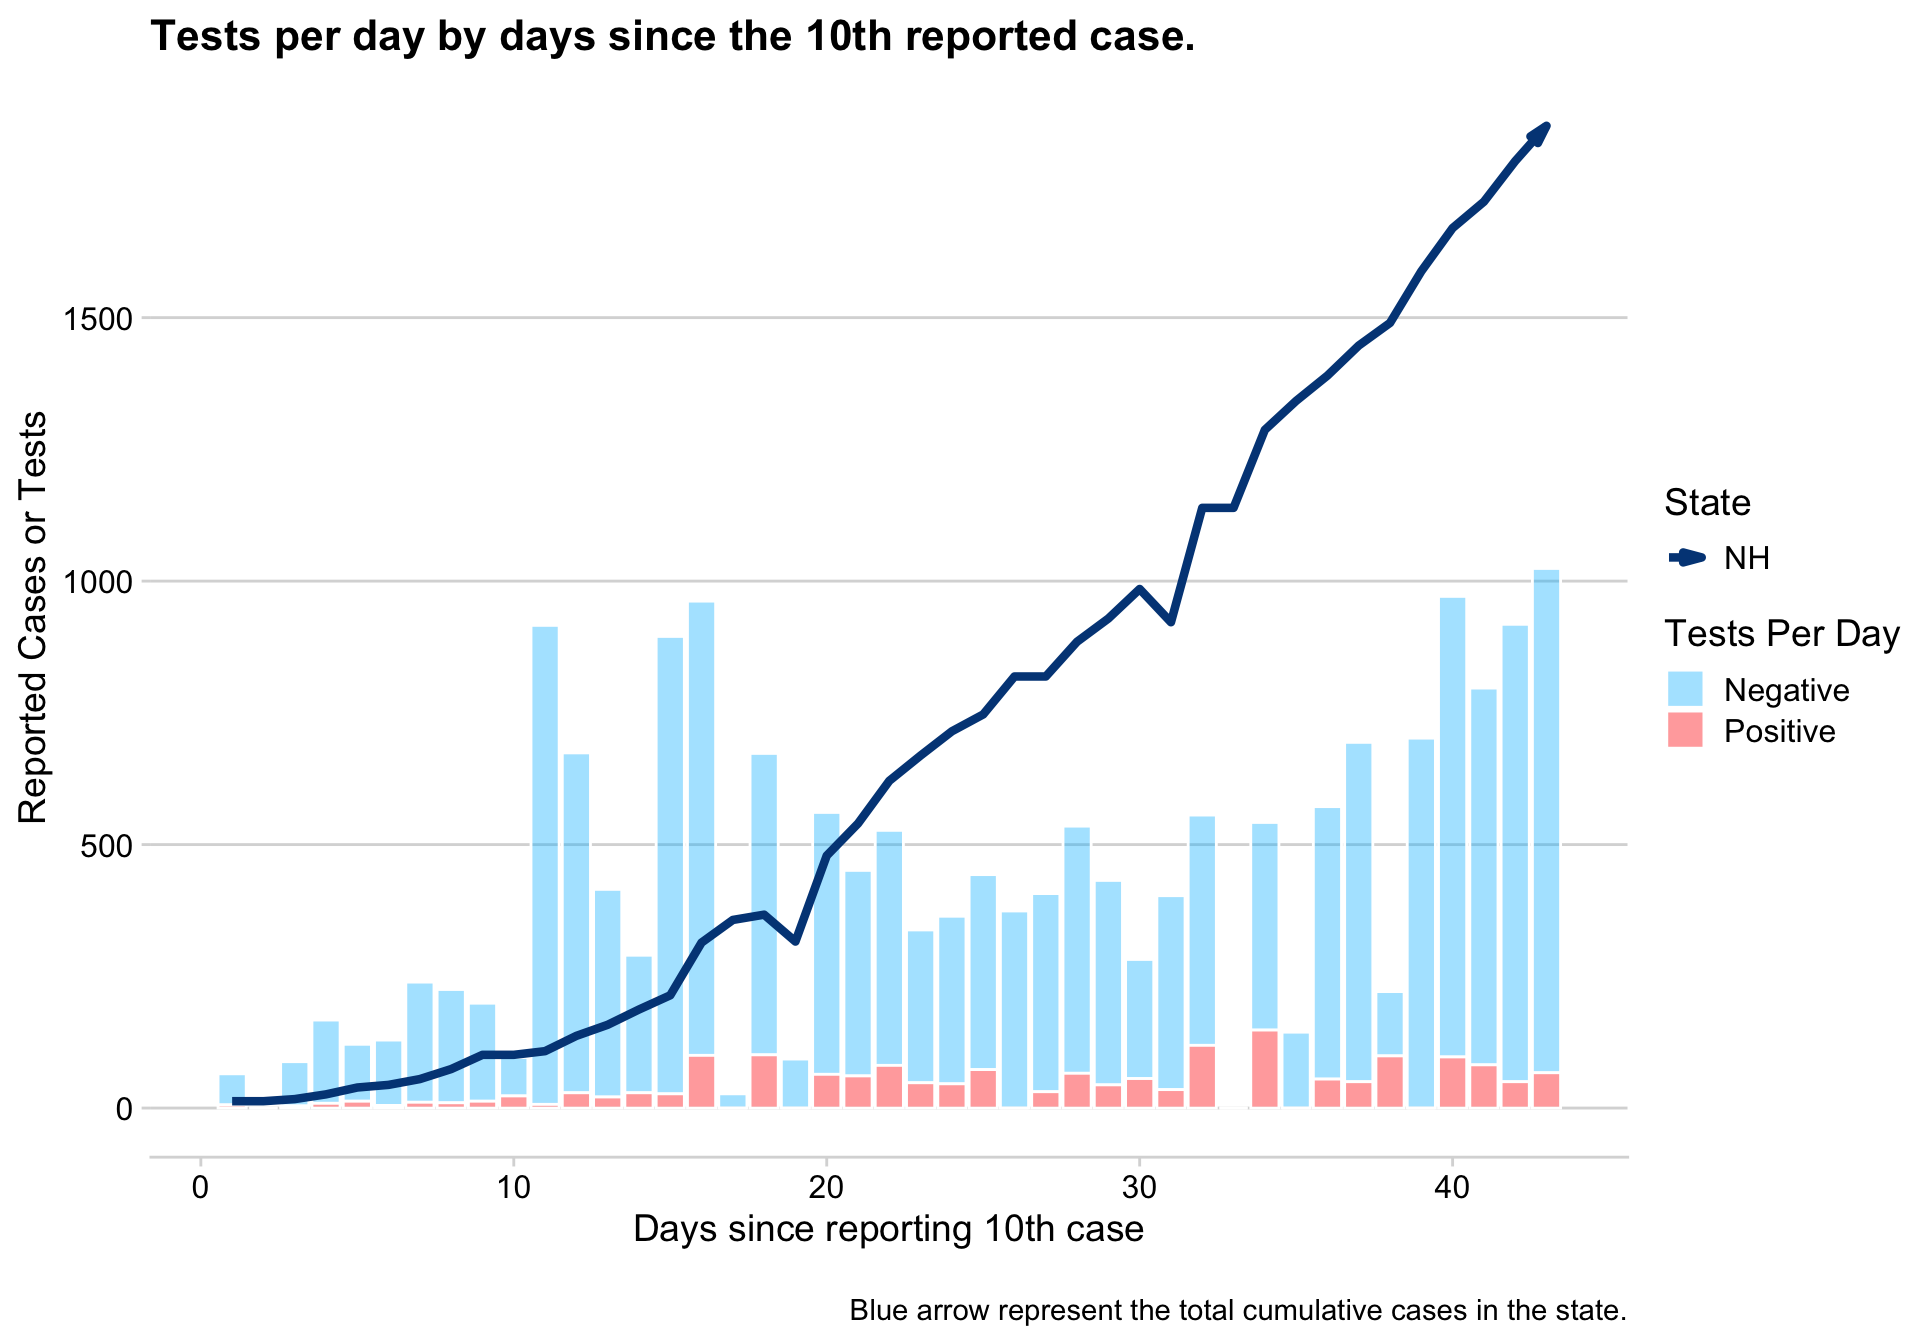 Tests per day by days since the 10th reported case.
Reported Cases or Tests
1500
1000
500
0
0
10
20
30
40
Days since reporting 10th case
State
NH
Tests Per Day
Negative
Positive
Blue arrow represent the total cumulative cases in the state.